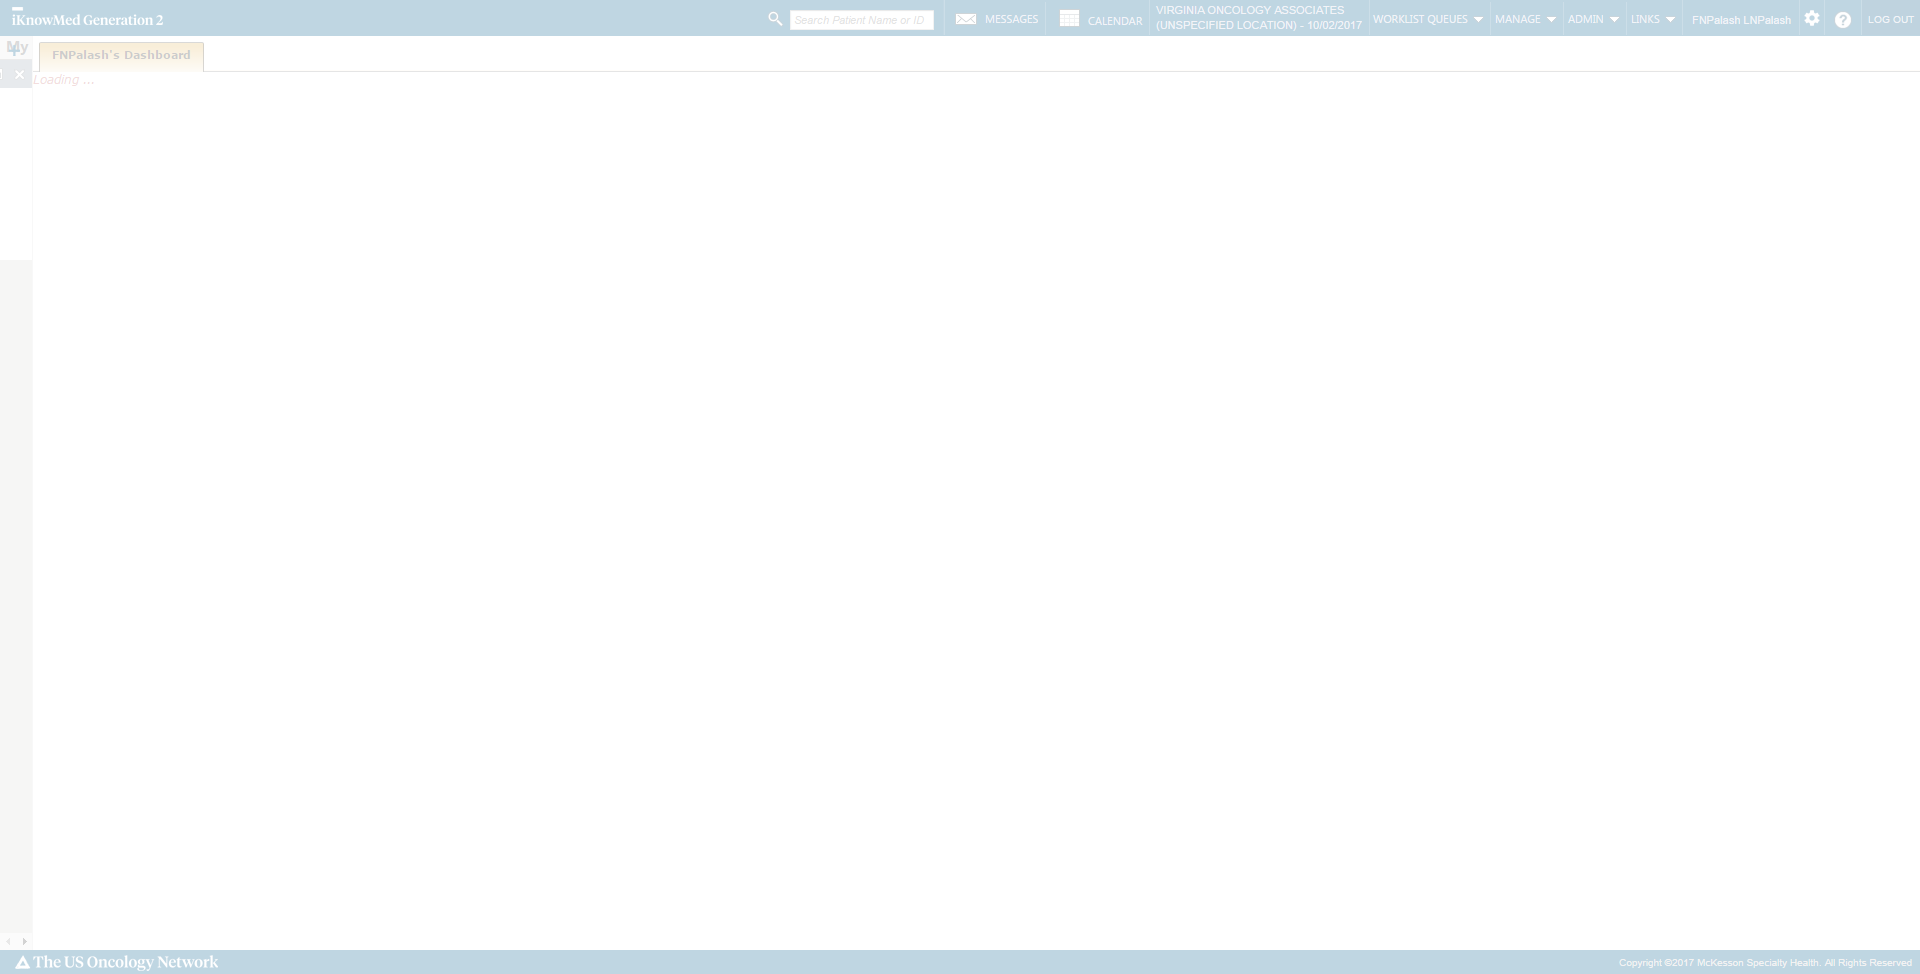 iKnowMed Generation 2
Search Patient Name or ID
MESSAGES
CALENDAR
VIRGINIA ONCOLOGY ASSOCIATES
(UNSPECIFIED LOCATION) - 10/02/2017
WORKLIST QUEUES
MANAGE
ADMIN
LINKS
FNPalash LNPalash
LOG OUT
My
FNPalash's Dashboard
Loading ...
The US Oncology Network
Copyright ©2017 McKesson Specialty Health. All Rights Reserved